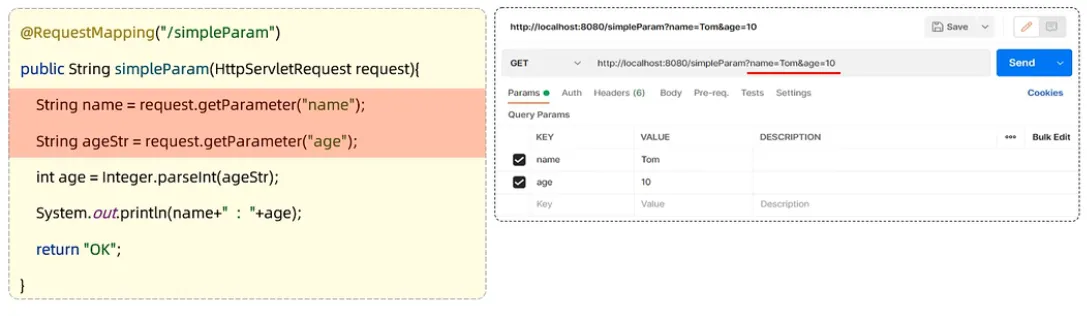 @RequestMapping("/simpleParam")
public String simpleParam(HttpServletRequest request){
String name = request.getParameter("name");
String ageStr = request.getParameter("age");
int age = Integer.parseInt(ageStr);
System.out.println(name+" : "+age);
return "OK";
}
http://localhost:8080/simpleParam?name=Tom&age=10
Save
GET http://localhost:8080/simpleParam?name=Tom&age=10 Send
Params Auth Headers (6) Body Pre-req. Tests Settings Cookies
Query Params
KEY VALUE DESCRIPTION ooo Bulk Edit
name Tom
age 10
Key Value Description